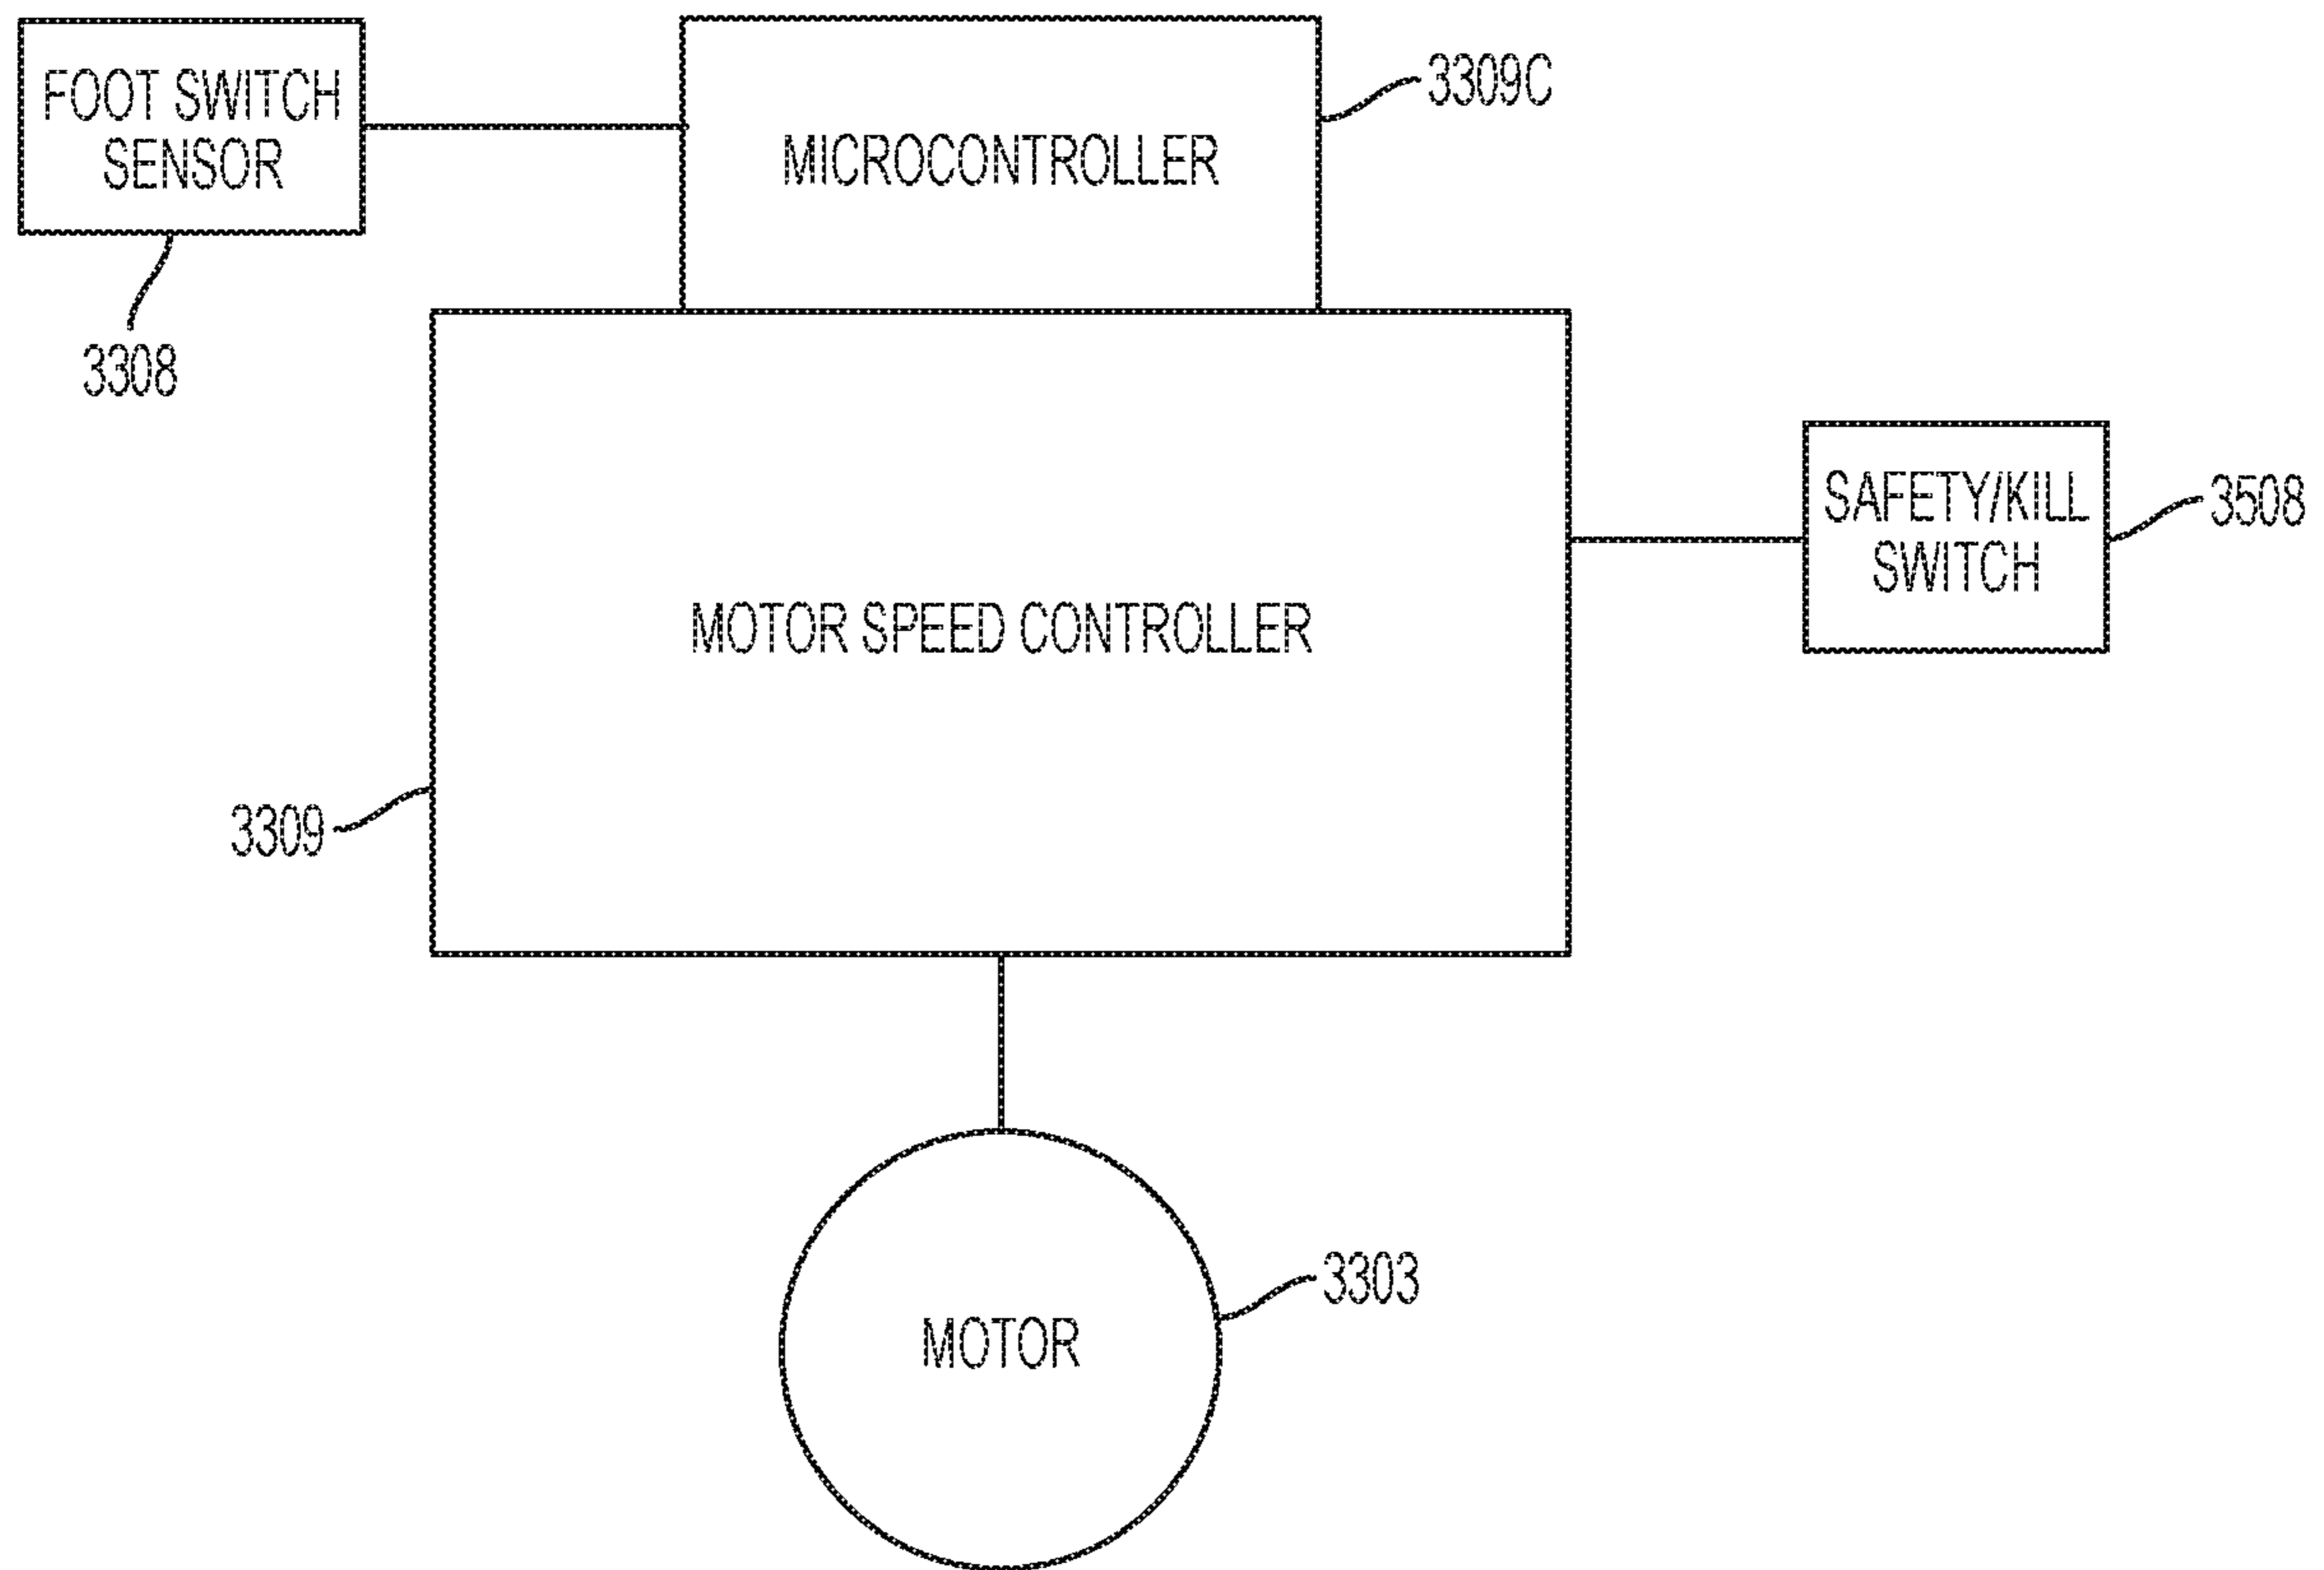 FOOT SWITCH
SENSOR
3308
MICROCONTROLLER
3309C
MOTOR SPEED CONTROLLER
3309
SAFETY/KILL
SWITCH
3508
MOTOR
3303